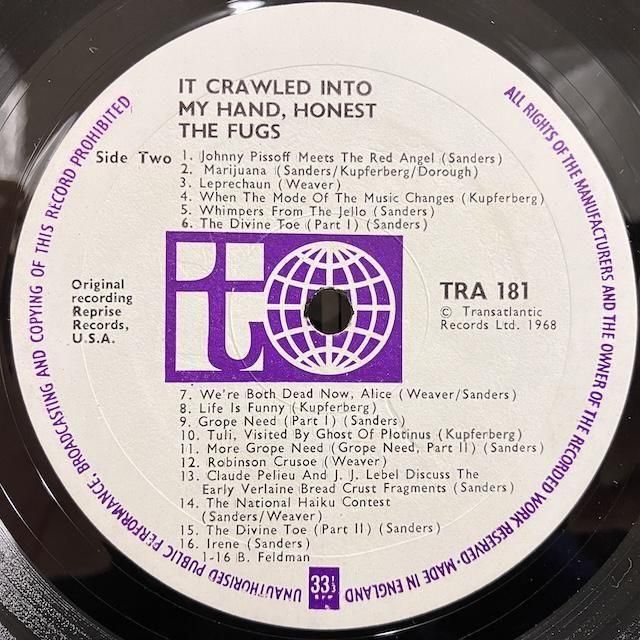 IT CRAWLED INTO
MY HAND, HONEST
THE FUGS
Side Two
1. Johnny Pissoff Meets The Red Angel (Sanders)
2. Marijuana (Sanders/Kupferberg/Dorough)
3. Leprechaun (Weaver)
4. When The Mode Of The Music Changes (Kupferberg)
5. Whimpers From The Jello (Sanders)
6. The Divine Toe (Part I) (Sanders)
Original
recording
Reprise
Records,
U.S.A.
TRA 181
© Transatlantic
Records Ltd. 1968
7. We're Both Dead Now, Alice (Weaver/Sanders)
8. Life Is Funny (Kupferberg)
9. Grope Need (Part I) (Sanders)
10. Tuli, Visited By Ghost Of Plotinus (Kupferberg)
11. More Grope Need (Grope Need, Part II) (Sanders)
12. Robinson Crusoe (Weaver)
13. Claude Pelieu And J. J. Lebel Discuss The
Early Verlaine Bread Crust Fragments (Sanders)
14. The National Haiku Contest
(Sanders/Weaver)
15. The Divine Toe (Part II) (Sanders)
16. Irene (Sanders)
1-16 B. Feldman
33⅓
RPM
ALL RIGHTS OF THE MANUFACTURERS AND THE OWNER OF THE RECORDED WORK RESERVED-MADE IN ENGLAND
UNAUTHORISED PUBLIC PERFORMANCE, BROADCASTING AND COPYING OF THIS RECORD PROHIBITED